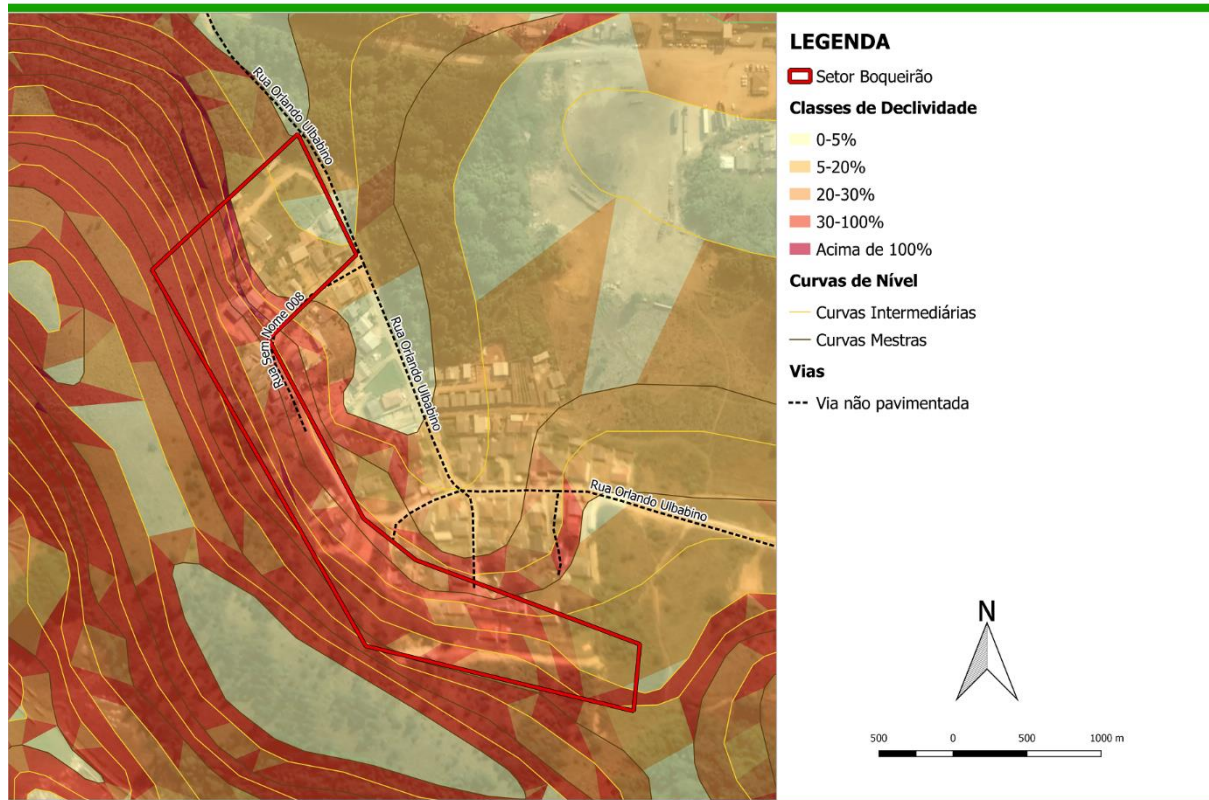 Rua Orlando Ulbabino
Rua Sem Nome 008
Rua Orlando Ulbabino
Rua Orlando Ulbabino
LEGENDA
Setor Boqueirão
Classes de Declividade
0-5%
5-20%
20-30%
30-100%
Acima de 100%
Curvas de Nível
Curvas Intermediárias
Curvas Mestras
Vias
Via não pavimentada
N
500 0 500 1000 m